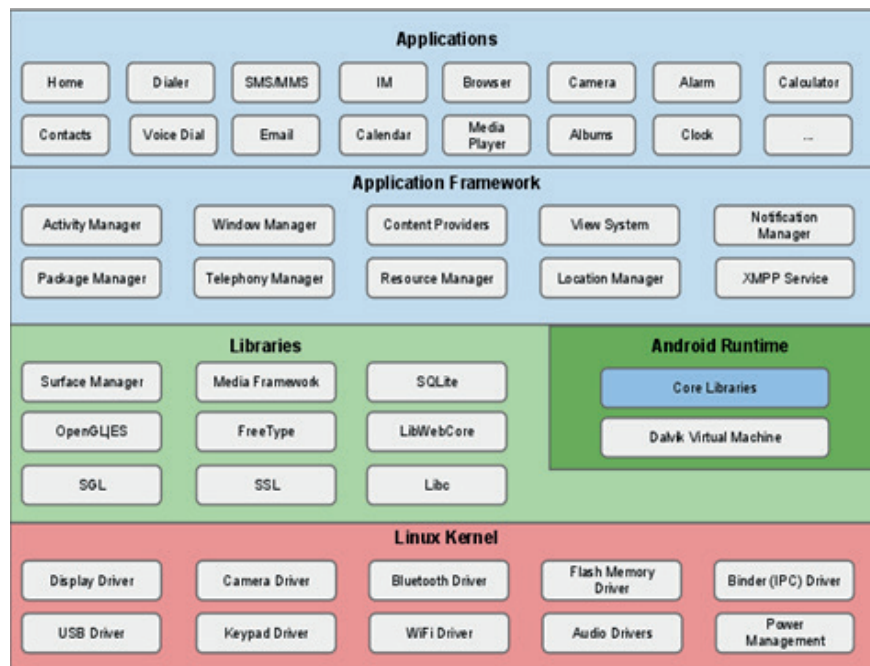 Applications
Home
Dialer
SMS/MMS
IM
Browser
Camera
Alarm
Calculator
Contacts
Voice Dial
Email
Calendar
Media
Player
Albums
Clock
...
Application Framework
Activity Manager
Window Manager
Content Providers
View System
Notification
Manager
Package Manager
Telephony Manager
Resource Manager
Location Manager
XMPP Service
Libraries
Surface Manager
Media Framework
SQLite
OpenGL|ES
FreeType
LibWebCore
SGL
SSL
Libc
Android Runtime
Core Libraries
Dalvik Virtual Machine
Linux Kernel
Display Driver
Camera Driver
Bluetooth Driver
Flash Memory
Driver
Binder (IPC) Driver
USB Driver
Keypad Driver
WiFi Driver
Audio Drivers
Power
Management